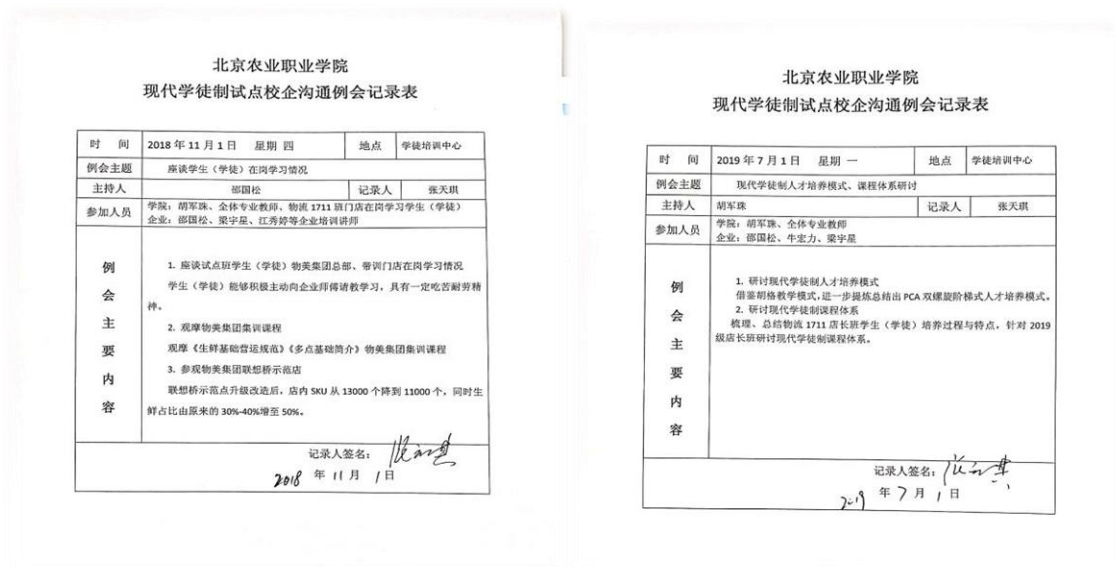 北京农业职业学院
现代学徒制试点校企沟通例会记录表
时 间 2018 年 11 月 1 日 星期 四 地点 学徒培训中心
例会主题 座谈学生（学徒）在岗学习情况
主持人 邵国松 记录人 张天琪
参加人员 学院：胡军珠、全体专业教师、物流 1711 班门店在岗学习学生（学徒）
企业：邵国松、梁宇星、江秀婷等企业培训讲师
例会主要内容
1. 座谈试点班学生（学徒）物美集团总部、带训门店在岗学习情况
学生（学徒）能够积极主动向企业师傅请教学习，具有一定吃苦耐劳精
神。
2. 观摩物美集团集训课程
观摩《生鲜基础营运规范》《多点基础简介》物美集团集训课程
3. 参观物美集团联想桥示范店
联想桥示范点升级改造后，店内 SKU 从 13000 个降到 11000 个，同时生
鲜占比由原来的 30%-40%增至 50%。
记录人签名：张天琪
2018 年 11 月 1 日
北京农业职业学院
现代学徒制试点校企沟通例会记录表
时 间 2019 年 7 月 1 日 星期 一 地点 学徒培训中心
例会主题 现代学徒制人才培养模式、课程体系研讨
主持人 胡军珠 记录人 张天琪
参加人员 学院：胡军珠、全体专业教师
企业：邵国松、牛宏力、梁宇星
例会主要内容
1. 研讨现代学徒制人才培养模式
借鉴胡格教学模式，进一步提炼总结出 PCA 双螺旋阶梯式人才培养模式。
2. 研讨现代学徒制课程体系
梳理、总结物流 1711 店长班学生（学徒）培养过程与特点，针对 2019
级店长班研讨现代学徒制课程体系。
记录人签名：张天琪
2019 年 7 月 1 日